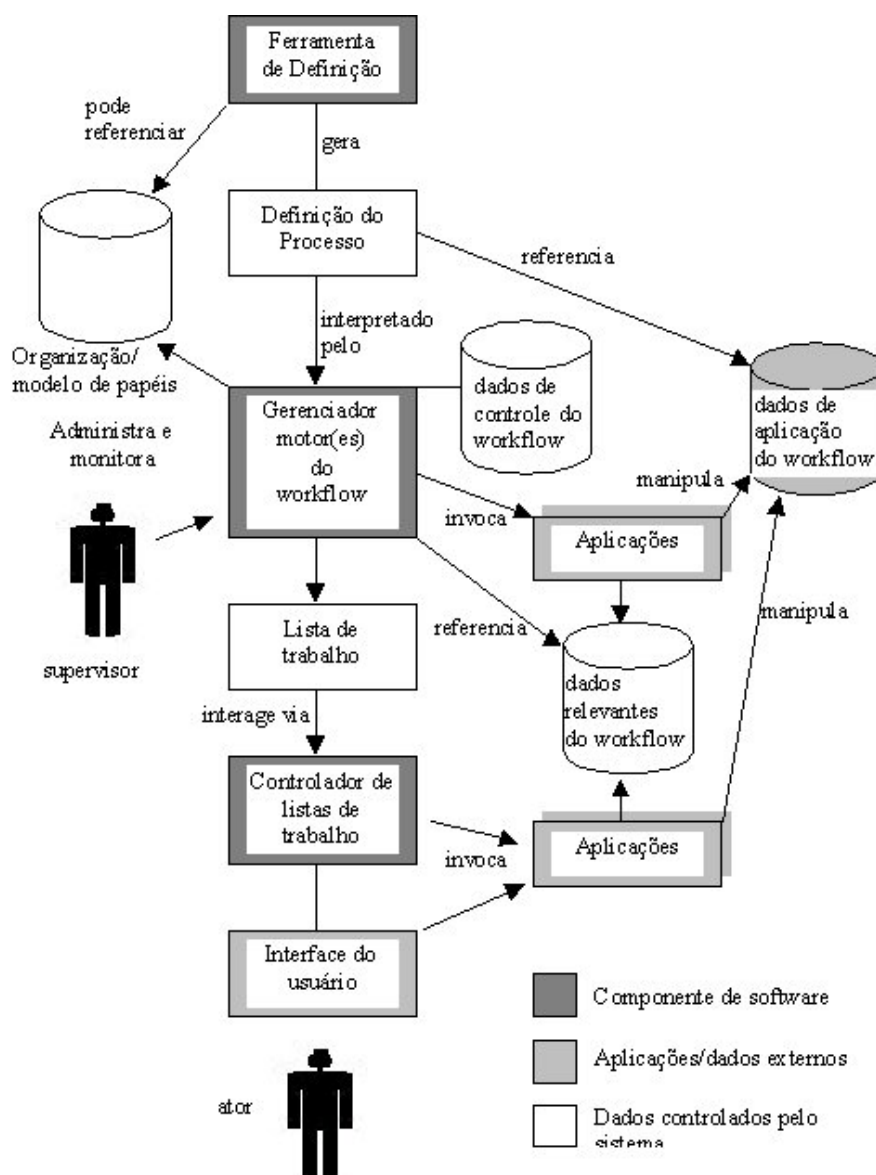 Ferramenta
de Definição
pode
referenciar
gera
Definição do
Processo
referencia
interpretado
pelo
Organização/
modelo de papéis
dados de
controle do
workflow
dados de
aplicação
do workflow
Gerenciador
motor(es)
do
workflow
Administra e
monitora
manipula
invoca
Aplicações
supervisor
Lista de
trabalho
referencia
manipula
dados
relevantes
do workflow
interage via
Controlador de
listas de
trabalho
invoca
Aplicações
Interface do
usuário
Componente de software
Aplicações/dados externos
ator
Dados controlados pelo
sistema